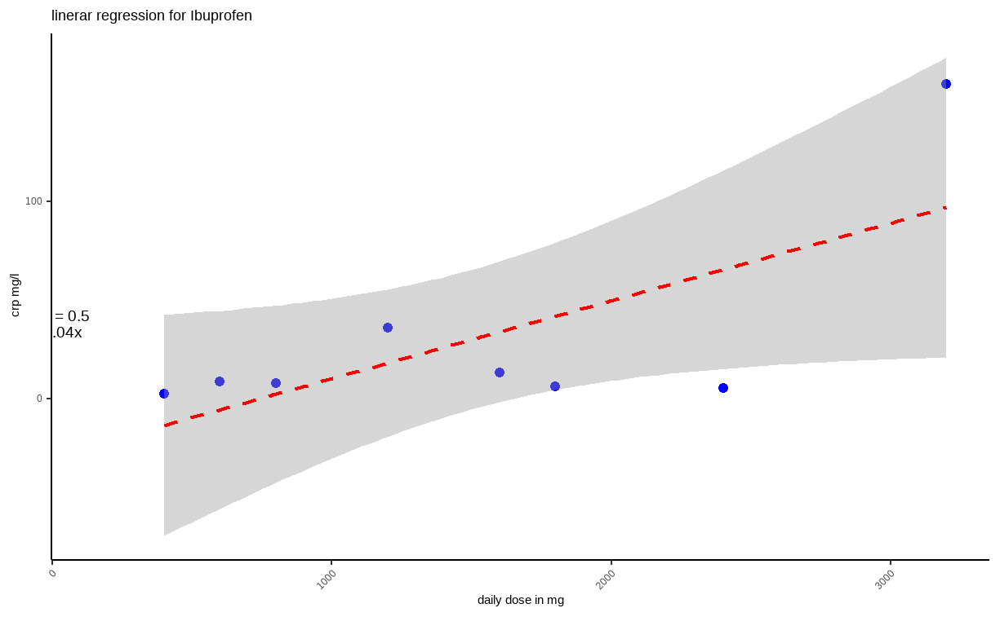 linerar regression for Ibuprofen
crp mg/l
100
= 0.5
.04x
0
0
1000
2000
3000
daily dose in mg